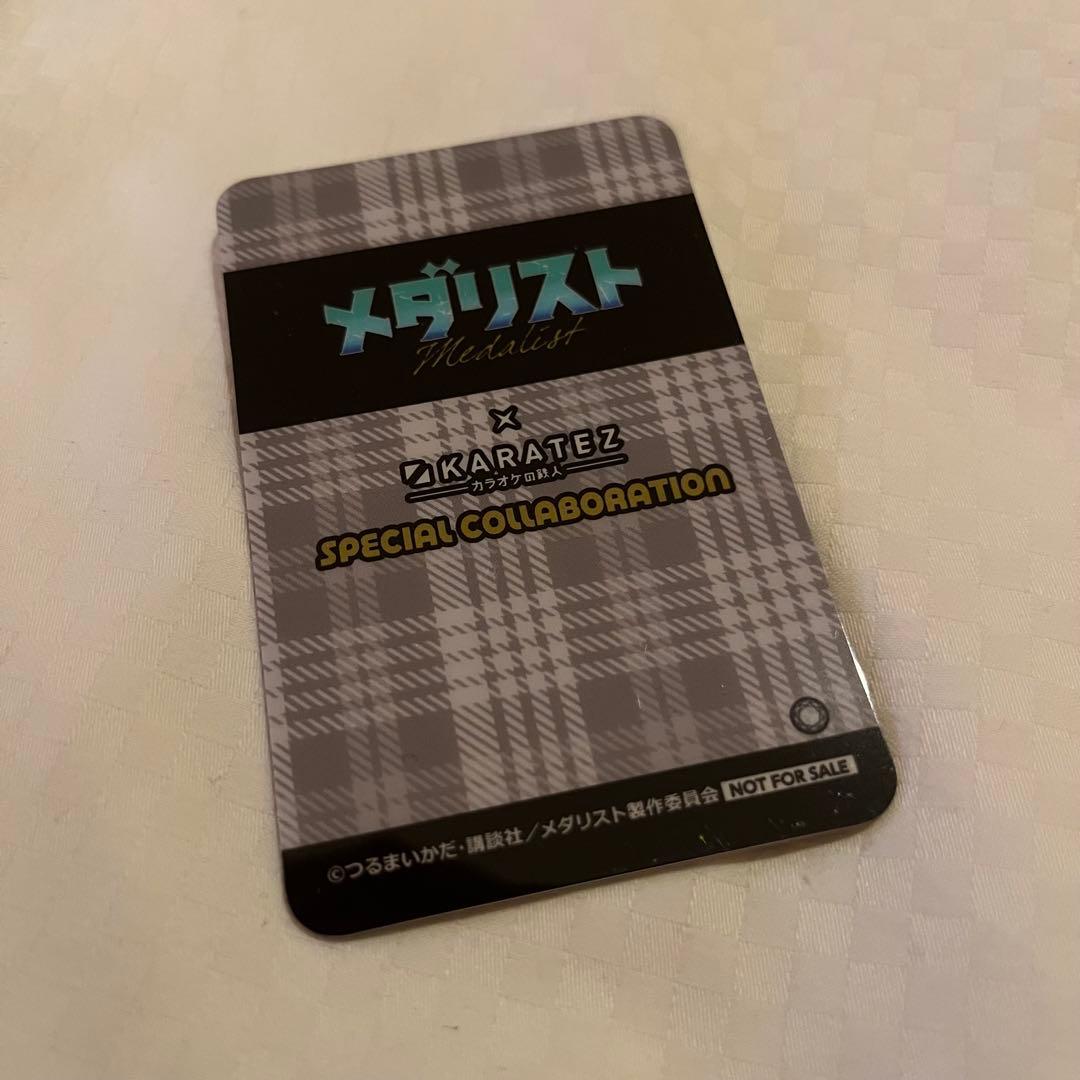 メダリスト
Medalist
×
KARATEZ
カラオケの鉄人
SPECIAL COLLABORATION
©つるまいかだ・講談社／メダリスト製作委員会 NOT FOR SALE